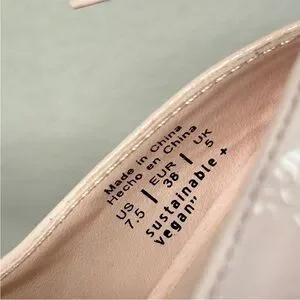 Made in China
Hecho en China
US | EUR | UK
7.5 | 38 | 5
sustainable +
vegan"